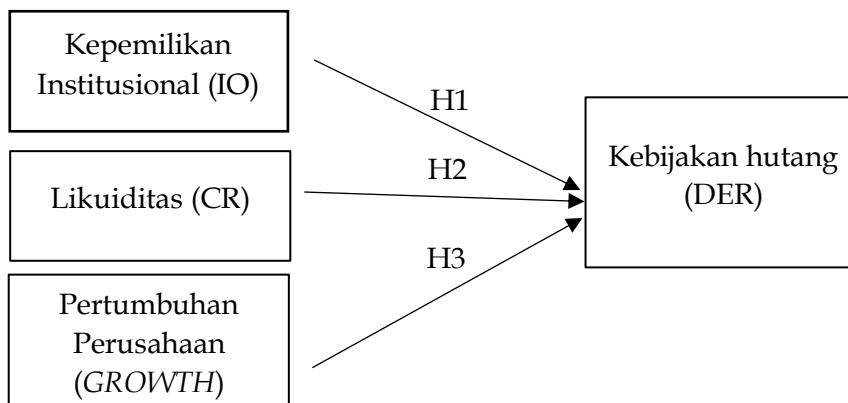 Kepemilikan
Institusional (IO)
H1
Likuiditas (CR)
H2
Kebijakan hutang
(DER)
Pertumbuhan
Perusahaan
(GROWTH)
H3